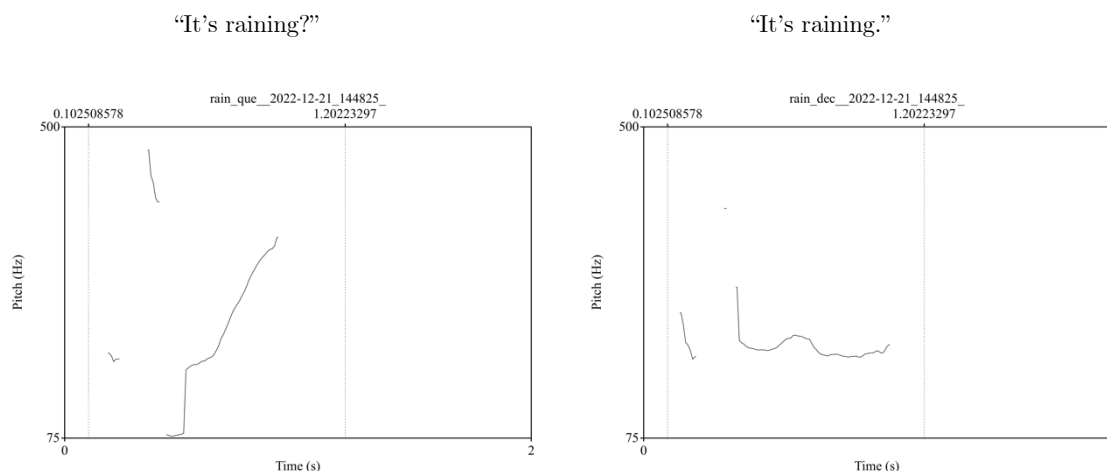 “It’s raining?”
“It’s raining.”
rain_que__2022-12-21_144825_
0.102508578
1.20223297
500
Pitch (Hz)
75
0
2
Time (s)
rain_dec__2022-12-21_144825_
0.102508578
1.20223297
500
Pitch (Hz)
75
0
Time (s)